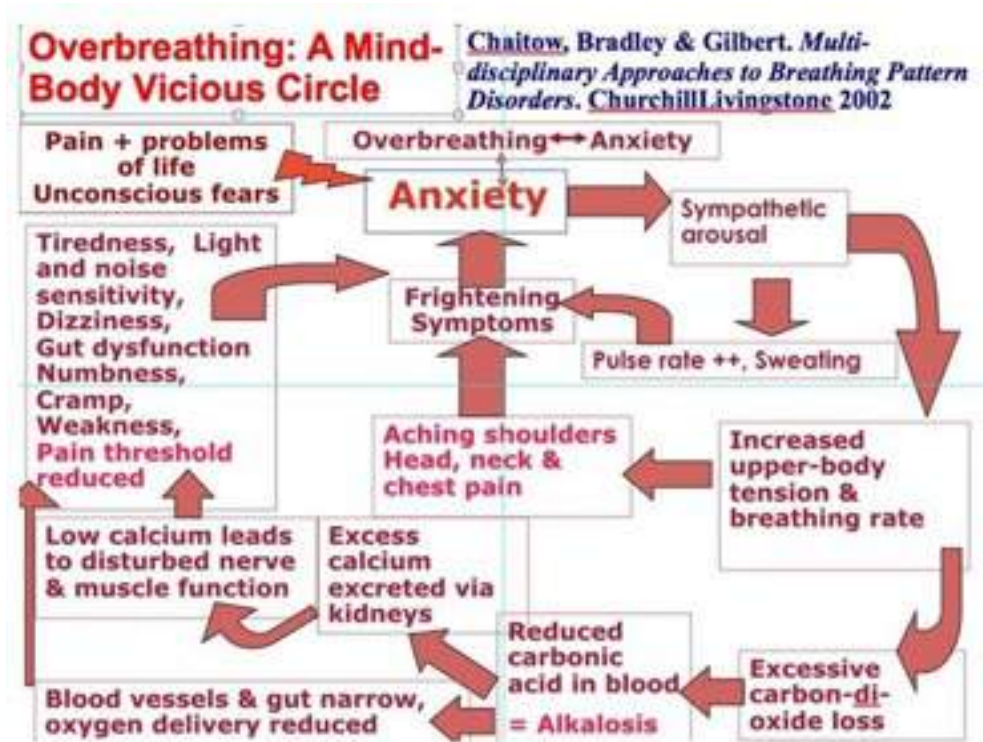 Overbreathing: A Mind-
Body Vicious Circle
Chaitow, Bradley & Gilbert. Multi-
disciplinary Approaches to Breathing Pattern
Disorders. ChurchillLivingstone 2002
Pain + problems
of life
Unconscious fears
Overbreathing↔Anxiety
Anxiety
Sympathetic
arousal
Tiredness, Light
and noise
sensitivity,
Dizziness,
Gut dysfunction
Numbness,
Cramp,
Weakness,
Pain threshold
reduced
Frightening
Symptoms
Pulse rate ++, Sweating
Aching shoulders
Head, neck &
chest pain
Increased
upper-body
tension &
breathing rate
Low calcium leads
to disturbed nerve
& muscle function
Excess
calcium
excreted via
kidneys
Reduced
carbonic
acid in blood
= Alkalosis
Excessive
carbon-di-
oxide loss
Blood vessels & gut narrow,
oxygen delivery reduced